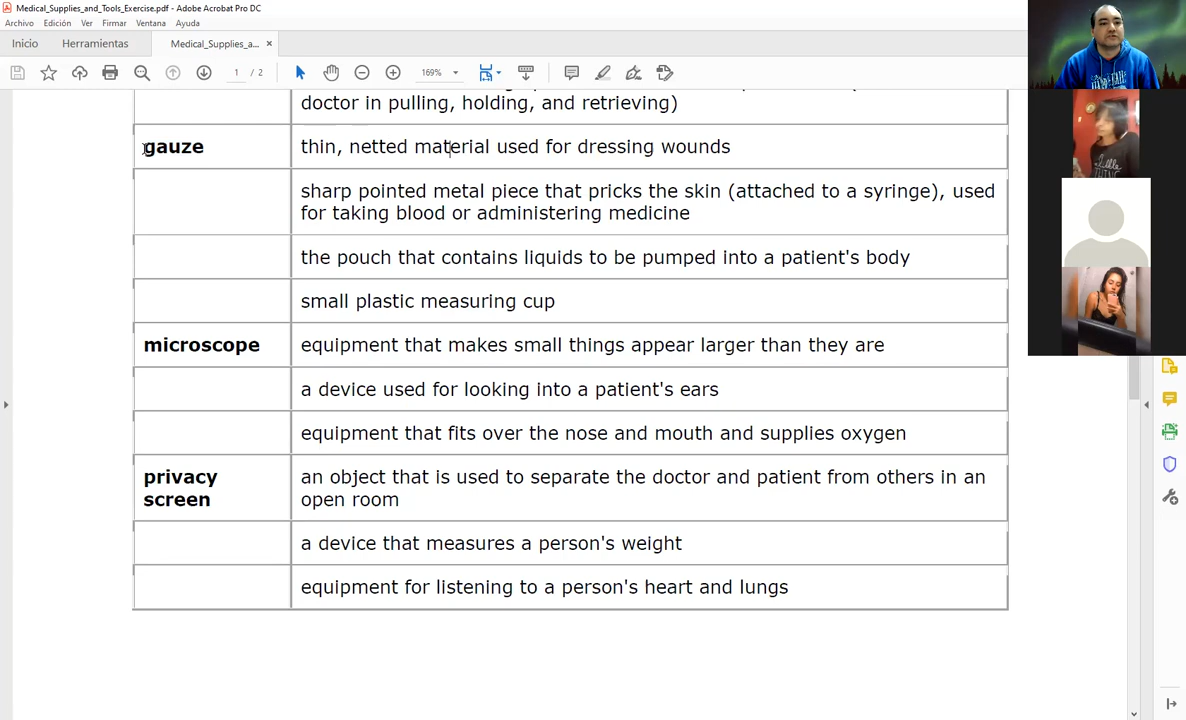 Medical_Supplies_and_Tools_Exercise.pdf - Adobe Acrobat Pro DC
Archivo Edición Ver Firmar Ventana Ayuda
Inicio Herramientas Medical_Supplies_a... ×
1 / 2 169%
doctor in pulling, holding, and retrieving)
gauze thin, netted material used for dressing wounds
sharp pointed metal piece that pricks the skin (attached to a syringe), used
for taking blood or administering medicine
the pouch that contains liquids to be pumped into a patient's body
small plastic measuring cup
microscope equipment that makes small things appear larger than they are
a device used for looking into a patient's ears
equipment that fits over the nose and mouth and supplies oxygen
privacy an object that is used to separate the doctor and patient from others in an
screen open room
a device that measures a person's weight
equipment for listening to a person's heart and lungs